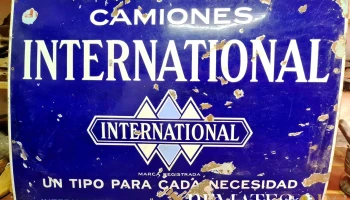 CAMIONES
INTERNATIONAL
INTERNATIONAL
MARCA REGISTRADA
UN TIPO PARA CADA NECESIDAD